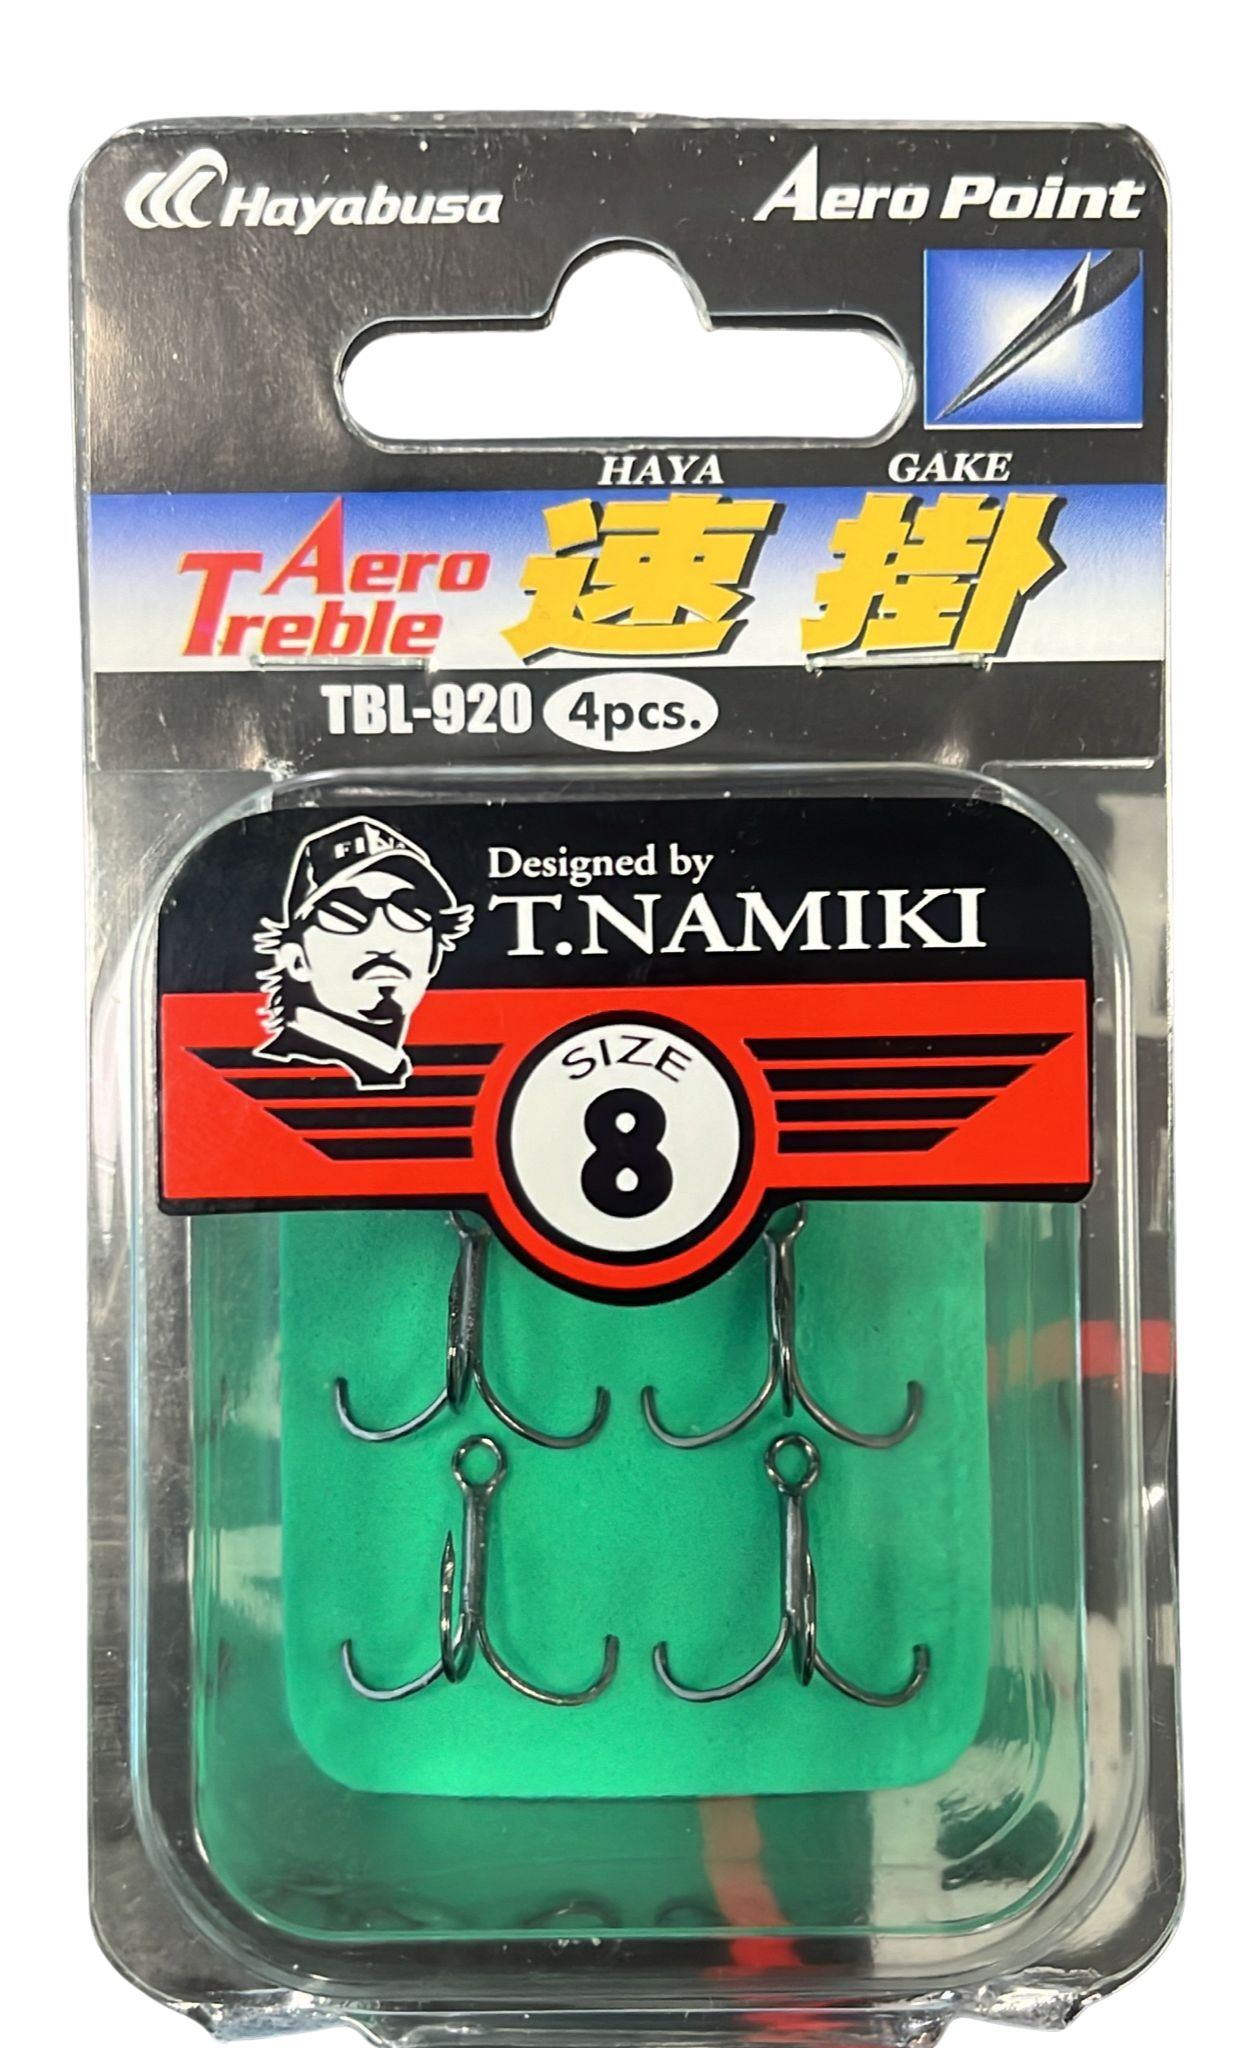 Hayabusa
Aero Point
HAYA GAKE
Aero
Treble
速掛
TBL-920 4pcs.
Designed by
T.NAMIKI
SIZE
8